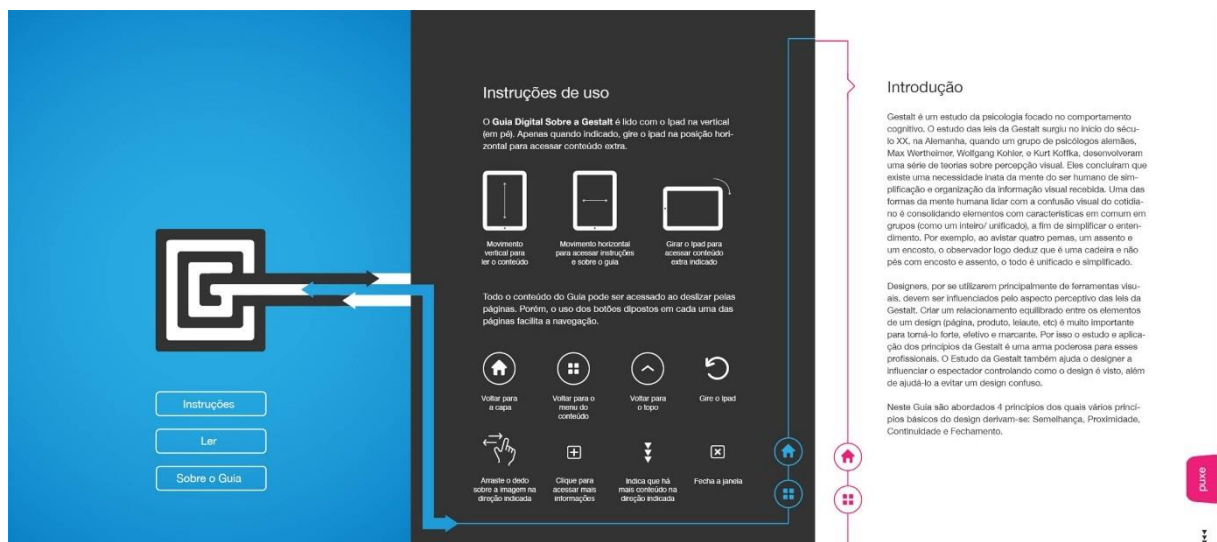 Instruções
Ler
Sobre o Guia
Instruções de uso
O Guia Digital Sobre a Gestalt é lido com o Ipad na vertical
(em pé). Apenas quando indicado, gire o Ipad na posição hori-
zontal para acessar conteúdo extra.
Movimento
vertical para
ler o conteúdo
Movimento horizontal
para acessar instruções
e sobre o guia
Girar o Ipad para
acessar conteúdo
extra indicado
Todo o conteúdo do Guia pode ser acessado ao deslizar pelas
páginas. Porém, o uso dos botões dipostos em cada uma das
páginas facilita a navegação.
Voltar para
a capa
Voltar para o
menu do
conteúdo
Voltar para
o topo
Gire o Ipad
Arraste o dedo
sobre a imagem na
direção indicada
Clique para
acessar mais
informações
Indica que há
mais conteúdo na
direção indicada
Fecha a janela
Introdução
Gestalt é um estudo da psicologia focado no comportamento
cognitivo. O estudo das leis da Gestalt surgiu no início do sécu-
lo XX, na Alemanha, quando um grupo de psicólogos alemães,
Max Wertheimer, Wolfgang Kohler, e Kurt Koffka, desenvolveram
uma série de teorias sobre percepção visual. Eles concluíram que
existe uma necessidade inata da mente do ser humano de sim-
plificação e organização da informação visual recebida. Uma das
formas da mente humana lidar com a confusão visual do cotidia-
no é consolidando elementos com características em comum em
grupos (como um inteiro/ unificado), a fim de simplificar o enten-
dimento. Por exemplo, ao avistar quatro pernas, um assento e
um encosto, o observador logo deduz que é uma cadeira e não
pés com encosto e assento, o todo é unificado e simplificado.
Designers, por se utilizarem principalmente de ferramentas visu-
ais, devem ser influenciados pelo aspecto perceptivo das leis da
Gestalt. Criar um relacionamento equilibrado entre os elementos
de um design (página, produto, leiaute, etc) é muito importante
para torná-lo forte, efetivo e marcante. Por isso o estudo e aplica-
ção dos princípios da Gestalt é uma arma poderosa para esses
profissionais. O Estudo da Gestalt também ajuda o designer a
influenciar o espectador controlando como o design é visto, além
de ajudá-lo a evitar um design confuso.
Neste Guia são abordados 4 princípios dos quais vários princí-
pios básicos do design derivam-se: Semelhança, Proximidade,
Continuidade e Fechamento.
puxe